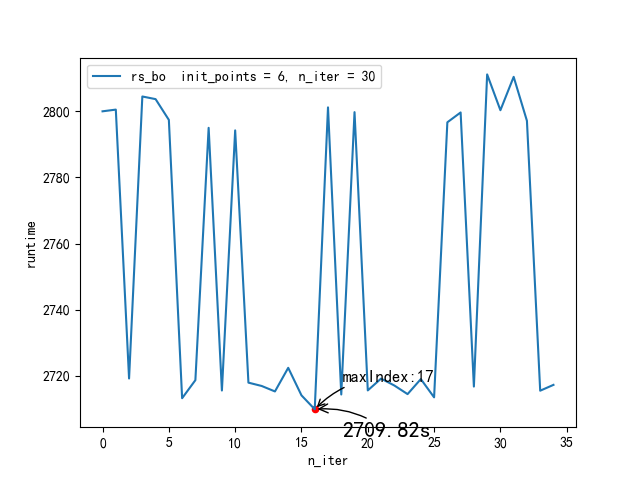 rs_bo init_points = 6, n_iter = 30
2800
2780
2760
2740
2720
runtime
maxIndex:17
2709.82s
0 5 10 15 20 25 30 35
n_iter